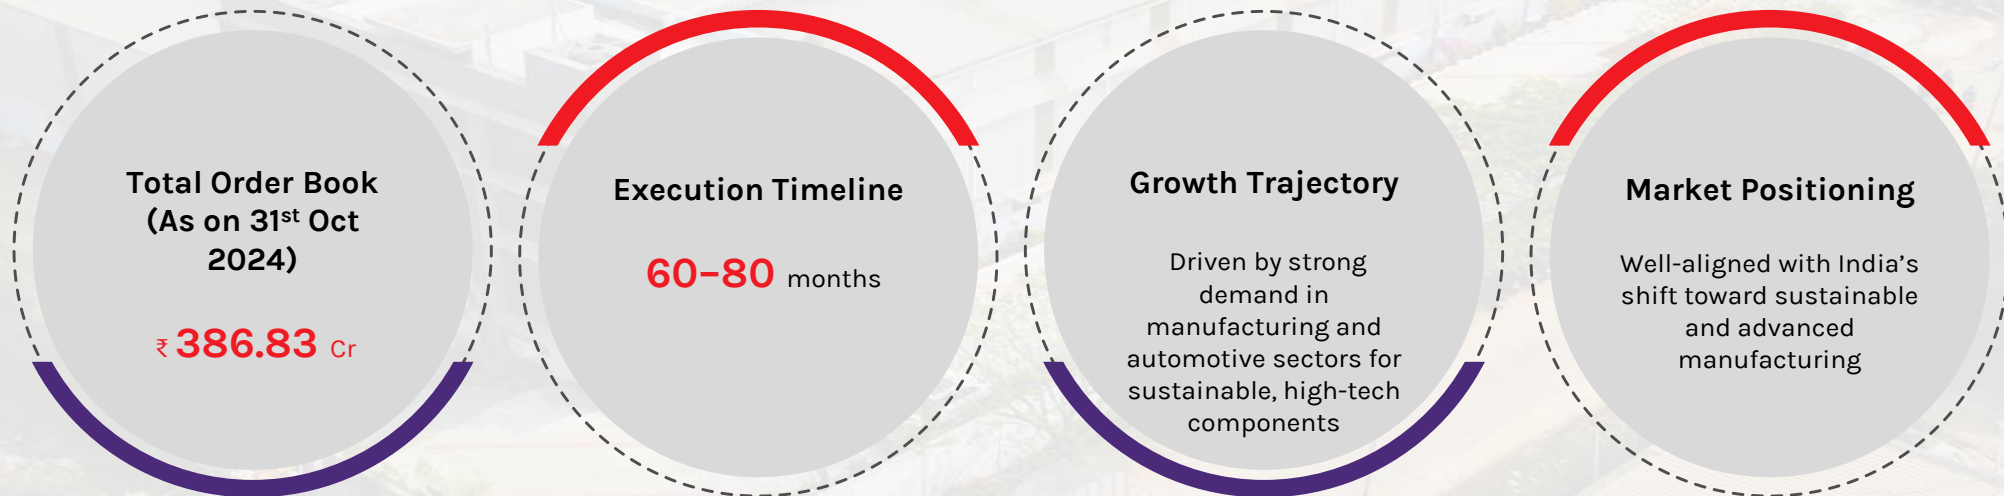 Total Order Book
(As on 31st Oct
2024)
₹ 386.83 Cr
Execution Timeline
60–80 months
Growth Trajectory
Driven by strong
demand in
manufacturing and
automotive sectors for
sustainable, high-tech
components
Market Positioning
Well-aligned with India’s
shift toward sustainable
and advanced
manufacturing